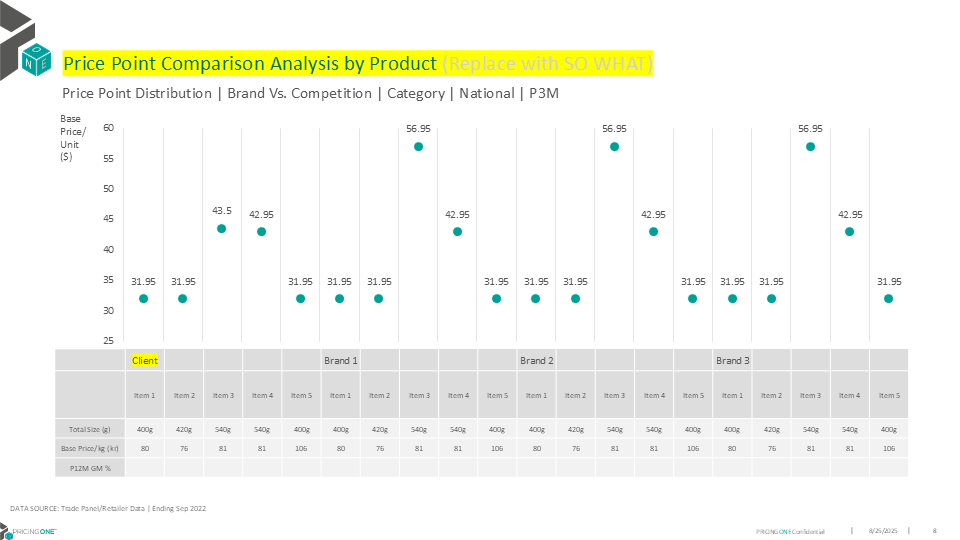 O
N E
Price Point Comparison Analysis by Product (Replace with SO WHAT)
Price Point Distribution | Brand Vs. Competition | Category | National | P3M
Base
Price/
Unit
($)
60
55
50
45
40
35
30
25
31.95 31.95 43.5 42.95 31.95 31.95 31.95 56.95 42.95 31.95 31.95 31.95 56.95 42.95 31.95 31.95 31.95 56.95 42.95 31.95
Client Brand 1 Brand 2 Brand 3
Item 1 Item 2 Item 3 Item 4 Item 5 Item 1 Item 2 Item 3 Item 4 Item 5 Item 1 Item 2 Item 3 Item 4 Item 5 Item 1 Item 2 Item 3 Item 4 Item 5
Total Size (g) 400g 420g 540g 540g 400g 400g 420g 540g 540g 400g 400g 420g 540g 540g 400g 400g 420g 540g 540g 400g
Base Price/kg (kr) 80 76 81 81 106 80 76 81 81 106 80 76 81 81 106 80 76 81 81 106
P12M GM %
DATA SOURCE: Trade Panel/Retailer Data | Ending Sep 2022
PRICINGONE PRICINGONE Confidential | 8/25/2025 | 8